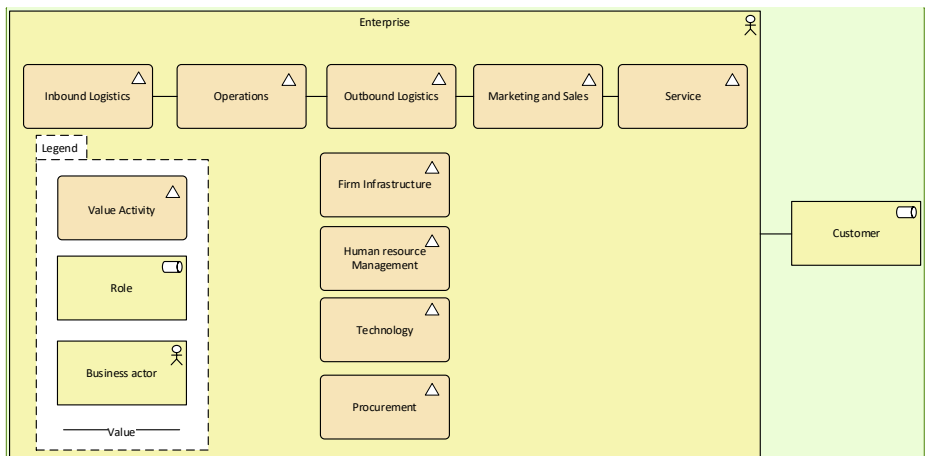 Enterprise
Inbound Logistics
Operations
Outbound Logistics
Marketing and Sales
Service
Legend
Value Activity
Role
Business actor
Value
Firm Infrastructure
Human resource
Management
Technology
Procurement
Customer